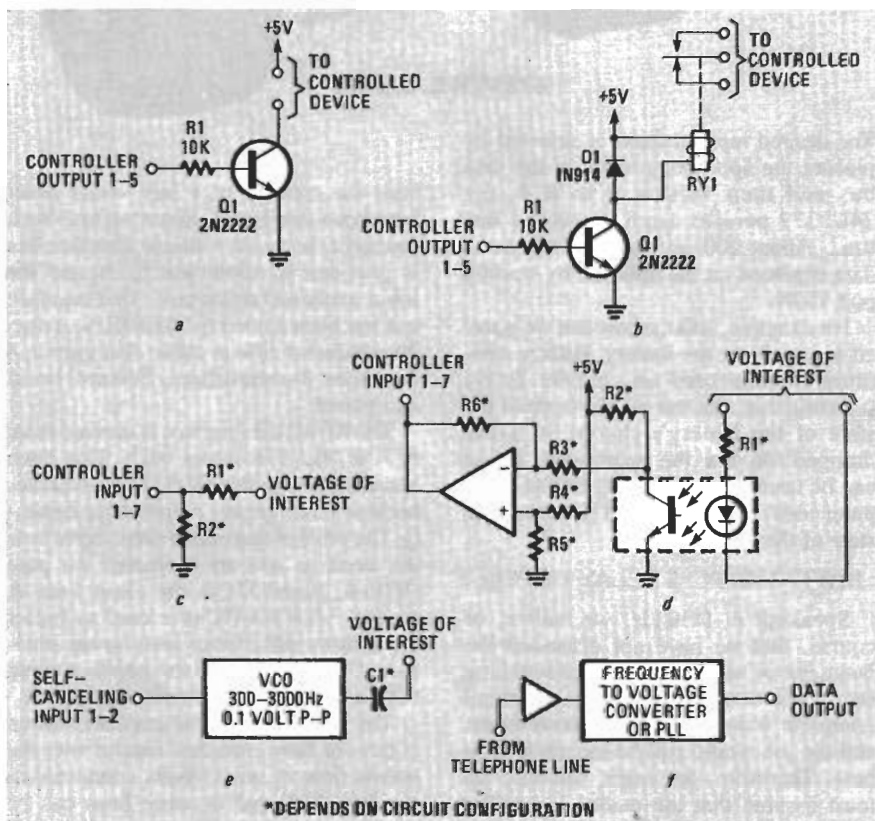 +5V
TO
CONTROLLED
DEVICE
R1
10K
CONTROLLER
OUTPUT 1–5
Q1
2N2222
a
TO
CONTROLLED
DEVICE
+5V
D1
IN914
RY1
R1
10K
CONTROLLER
OUTPUT
1–5
Q1
2N2222
b
CONTROLLER
INPUT
1–7
R1*
VOLTAGE OF
INTEREST
R2*
c
CONTROLLER
INPUT 1–7
+5V
VOLTAGE OF
INTEREST
R6*
R2*
R1*
R3*
–
R4*
+
R5*
d
SELF–
CANCELING
INPUT 1–2
VCO
300–3000Hz
0.1 VOLT P–P
C1*
VOLTAGE OF
INTEREST
e
FROM
TELEPHONE LINE
FREQUENCY
TO VOLTAGE
CONVERTER
OR PLL
DATA
OUTPUT
f
*DEPENDS ON CIRCUIT CONFIGURATION